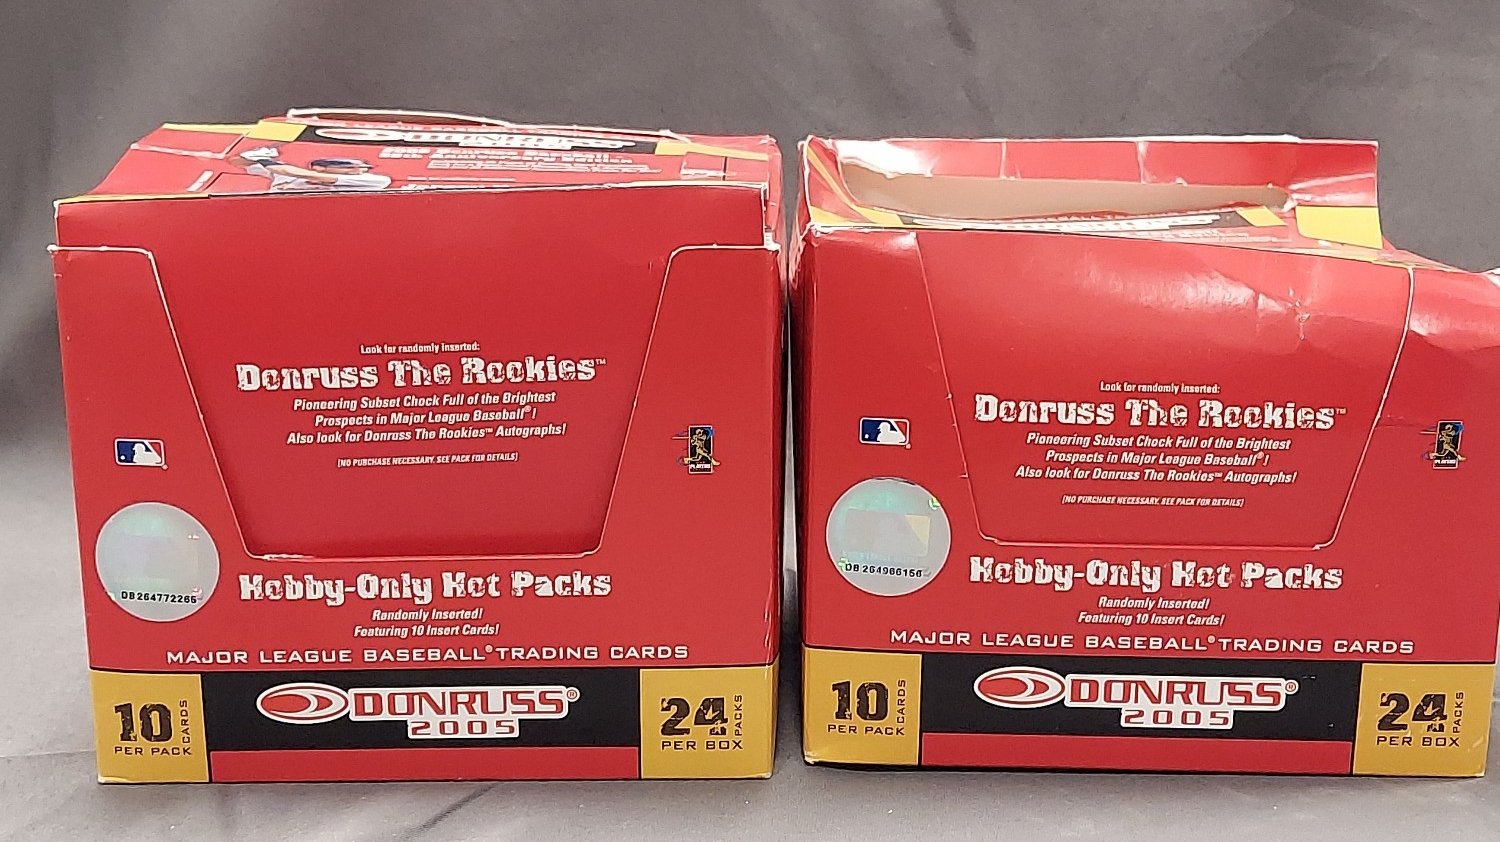 DONRUSS
Look for randomly inserted:
Donruss The Rookies™
Pioneering Subset Chock Full of the Brightest
Prospects in Major League Baseball®!
Also look for Donruss The Rookies™ Autographs!
(NO PURCHASE NECESSARY. SEE PACK FOR DETAILS)
DB264772266
Hobby-Only Hot Packs
Randomly Inserted!
Featuring 10 Insert Cards!
MAJOR LEAGUE BASEBALL® TRADING CARDS
10 CARDS
PER PACK
DONRUSS®
2005
24 PACKS
PER BOX
Look for randomly inserted:
Donruss The Rookies™
Pioneering Subset Chock Full of the Brightest
Prospects in Major League Baseball®!
Also look for Donruss The Rookies™ Autographs!
(NO PURCHASE NECESSARY. SEE PACK FOR DETAILS)
DB264966156
Hobby-Only Hot Packs
Randomly Inserted!
Featuring 10 Insert Cards!
MAJOR LEAGUE BASEBALL® TRADING CARDS
10 CARDS
PER PACK
DONRUSS®
2005
24 PACKS
PER BOX